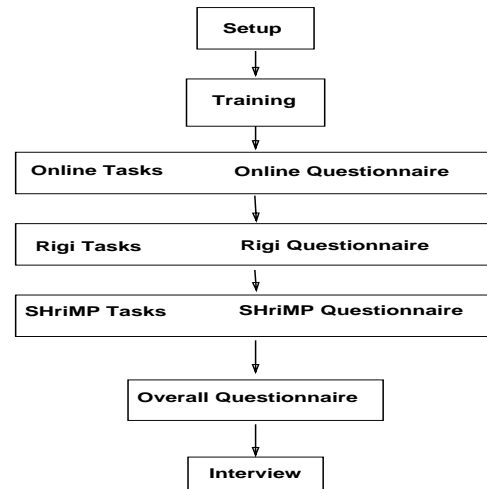 Setup
Training
Online Tasks Online Questionnaire
Rigi Tasks Rigi Questionnaire
SHriMP Tasks SHriMP Questionnaire
Overall Questionnaire
Interview